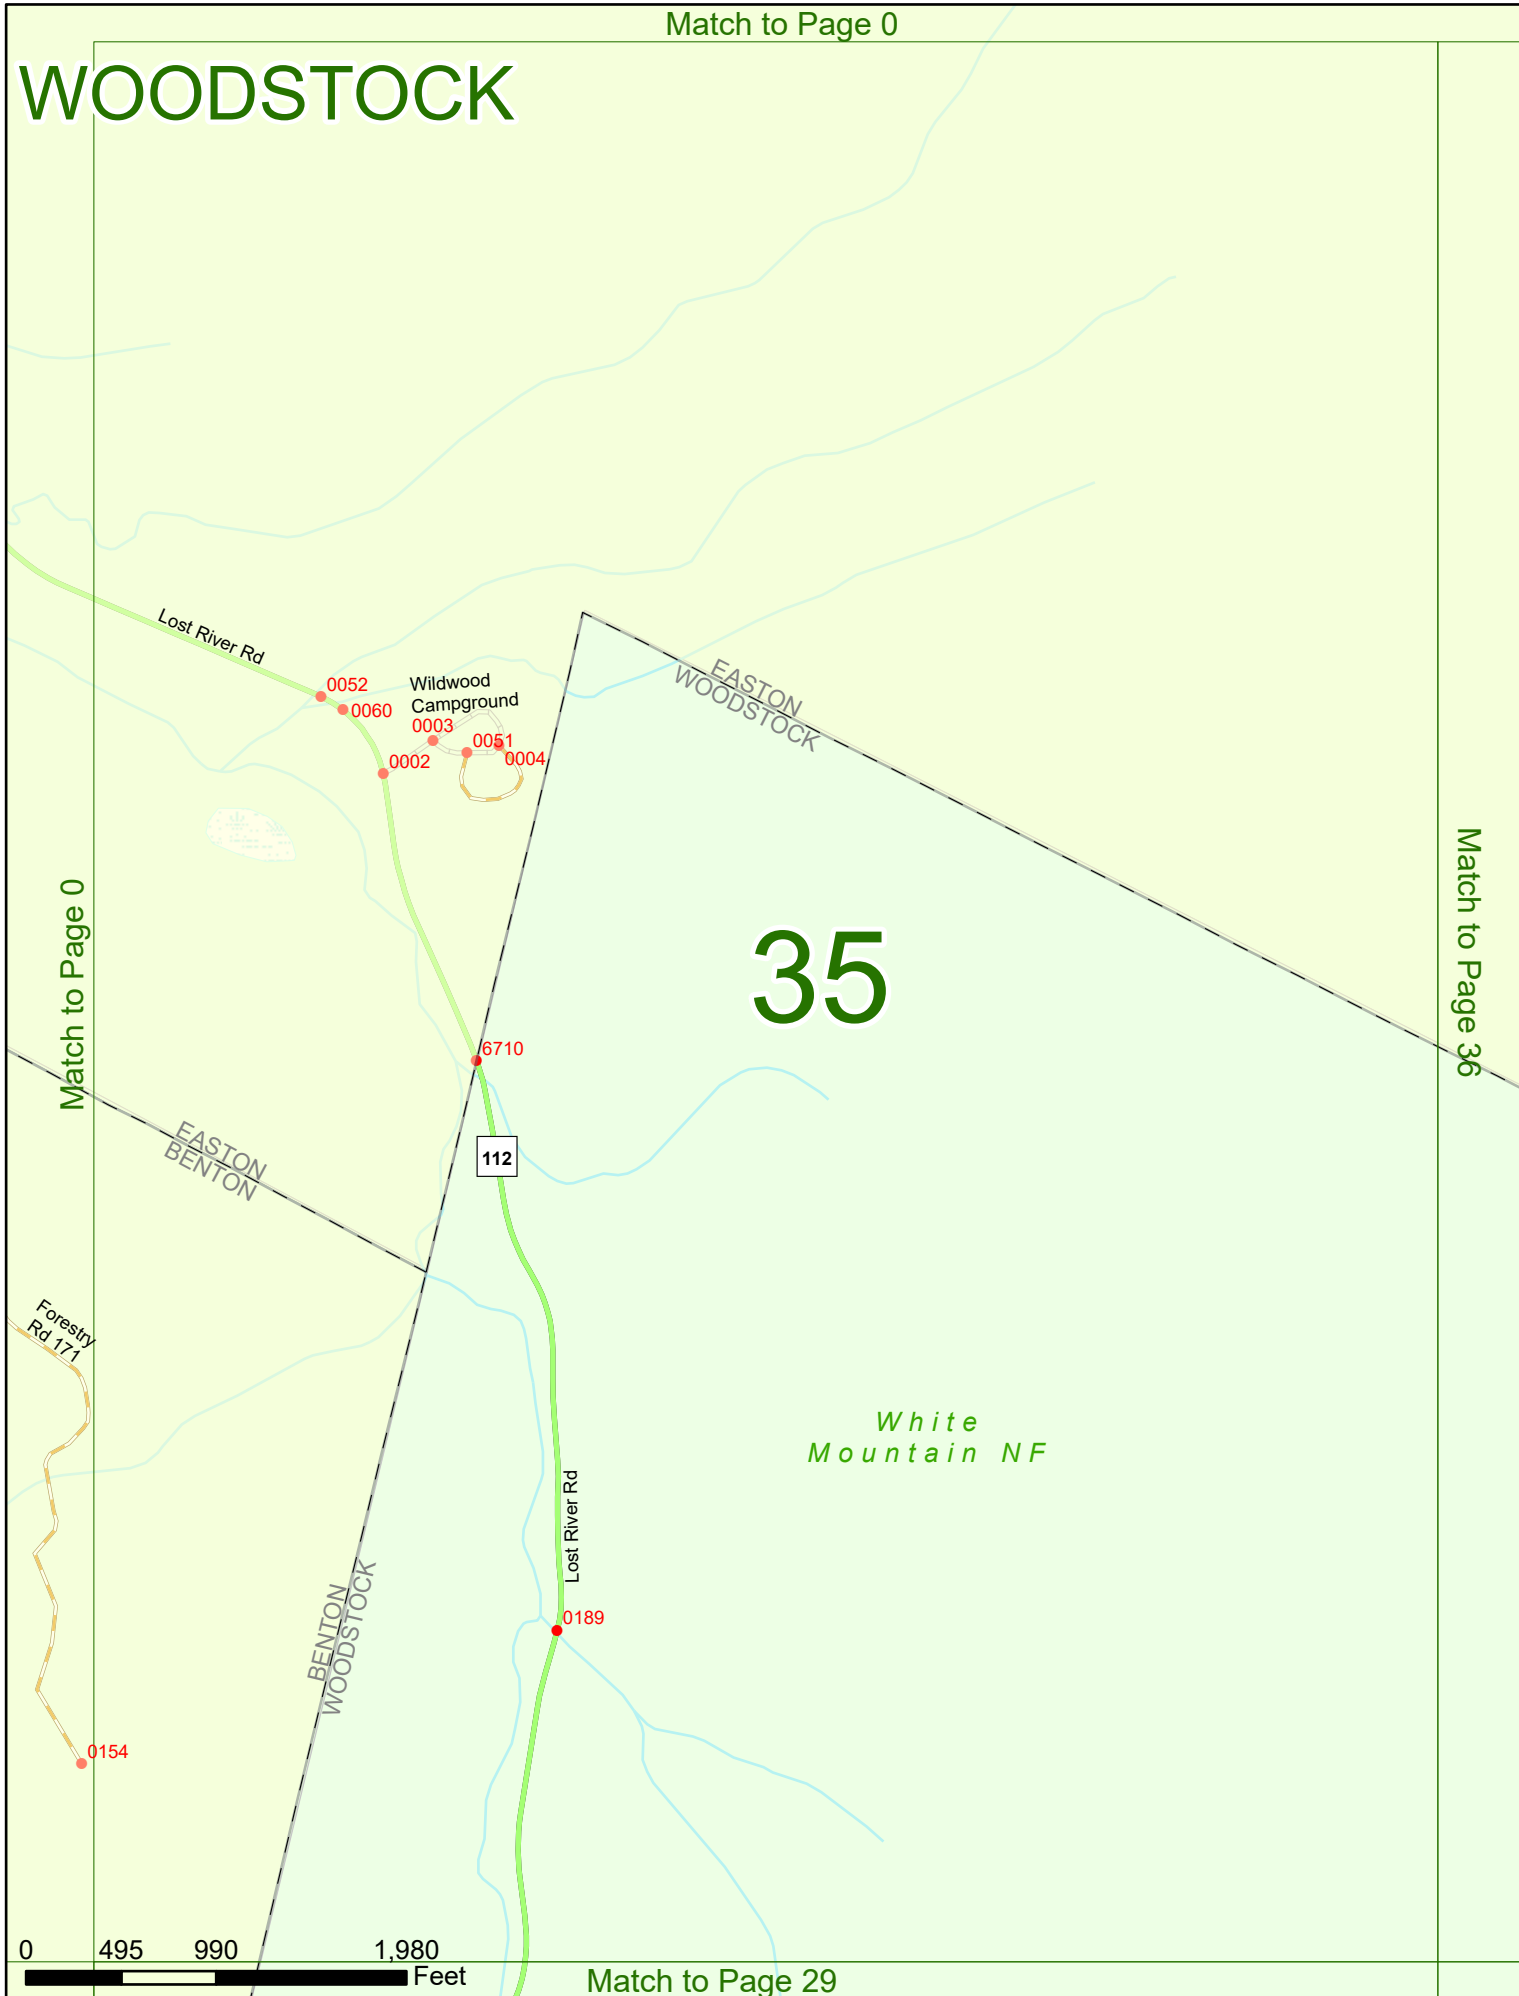 Match to Page 0
WOODSTOCK
Lost River Rd
0052
0060
Wildwood
Campground
0003
0051
0004
0002
EASTON
WOODSTOCK
Match to Page 0
35
Match to Page 36
6710
EASTON
BENTON
112
Forestry
Rd 171
White
Mountain NF
Lost River Rd
BENTON
WOODSTOCK
0189
0154
0 495 990 1,980
Feet
Match to Page 29